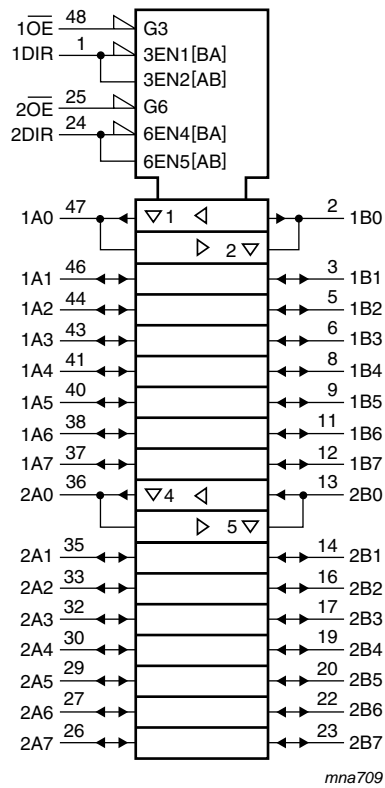 1O̅E̅ 48 G3
1DIR 1 3EN1[BA]
3EN2[AB]
2O̅E̅ 25 G6
2DIR 24 6EN4[BA]
6EN5[AB]
1A0 47 ▽1 ◁ 2 1B0
▷ 2▽
1A1 46 3 1B1
1A2 44 5 1B2
1A3 43 6 1B3
1A4 41 8 1B4
1A5 40 9 1B5
1A6 38 11 1B6
1A7 37 12 1B7
2A0 36 ▽4 ◁ 13 2B0
▷ 5▽
2A1 35 14 2B1
2A2 33 16 2B2
2A3 32 17 2B3
2A4 30 19 2B4
2A5 29 20 2B5
2A6 27 22 2B6
2A7 26 23 2B7
mna709